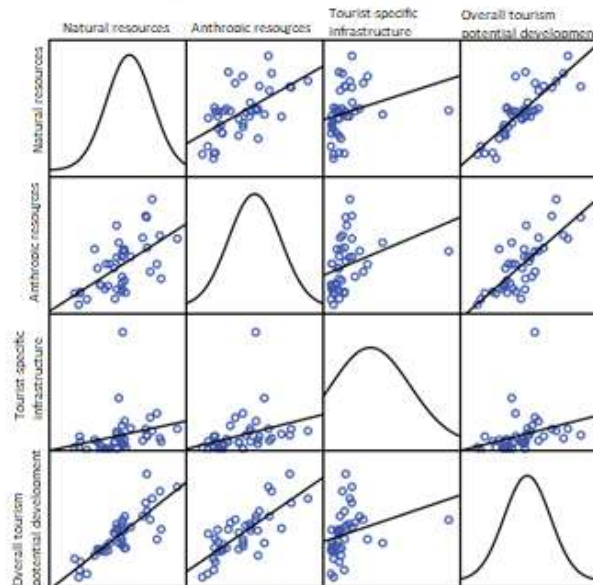 Natural resources
Anthropic resources
Tourist-specific
infrastructure
Overall tourism
potential development
Natural resources
Anthropic resources
Tourist-specific
infrastructure
Overall tourism
potential development